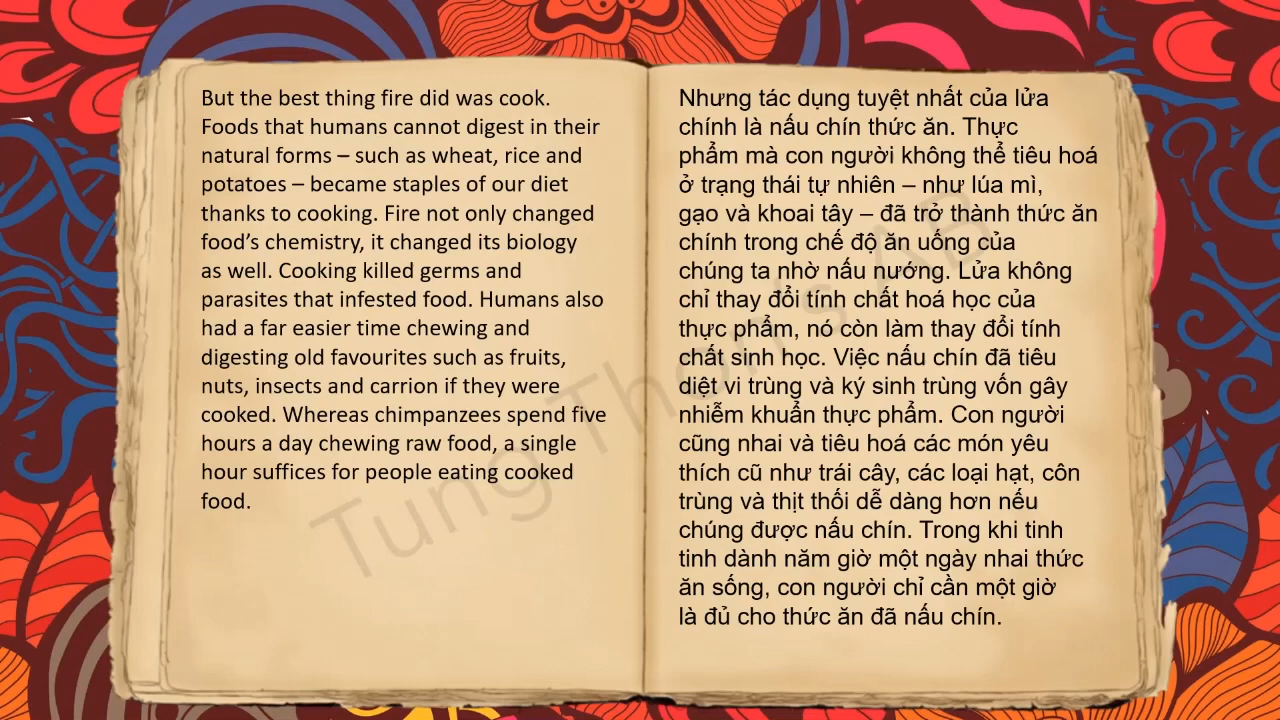 But the best thing fire did was cook.
Foods that humans cannot digest in their
natural forms – such as wheat, rice and
potatoes – became staples of our diet
thanks to cooking. Fire not only changed
food’s chemistry, it changed its biology
as well. Cooking killed germs and
parasites that infested food. Humans also
had a far easier time chewing and
digesting old favourites such as fruits,
nuts, insects and carrion if they were
cooked. Whereas chimpanzees spend five
hours a day chewing raw food, a single
hour suffices for people eating cooked
food.
Nhưng tác dụng tuyệt nhất của lửa
chính là nấu chín thức ăn. Thực
phẩm mà con người không thể tiêu hoá
ở trạng thái tự nhiên – như lúa mì,
gạo và khoai tây – đã trở thành thức ăn
chính trong chế độ ăn uống của
chúng ta nhờ nấu nướng. Lửa không
chỉ thay đổi tính chất hoá học của
thực phẩm, nó còn làm thay đổi tính
chất sinh học. Việc nấu chín đã tiêu
diệt vi trùng và ký sinh trùng vốn gây
nhiễm khuẩn thực phẩm. Con người
cũng nhai và tiêu hoá các món yêu
thích cũ như trái cây, các loại hạt, côn
trùng và thịt thối dễ dàng hơn nếu
chúng được nấu chín. Trong khi tinh
tinh dành năm giờ một ngày nhai thức
ăn sống, con người chỉ cần một giờ
là đủ cho thức ăn đã nấu chín.
Tung Thon's AB